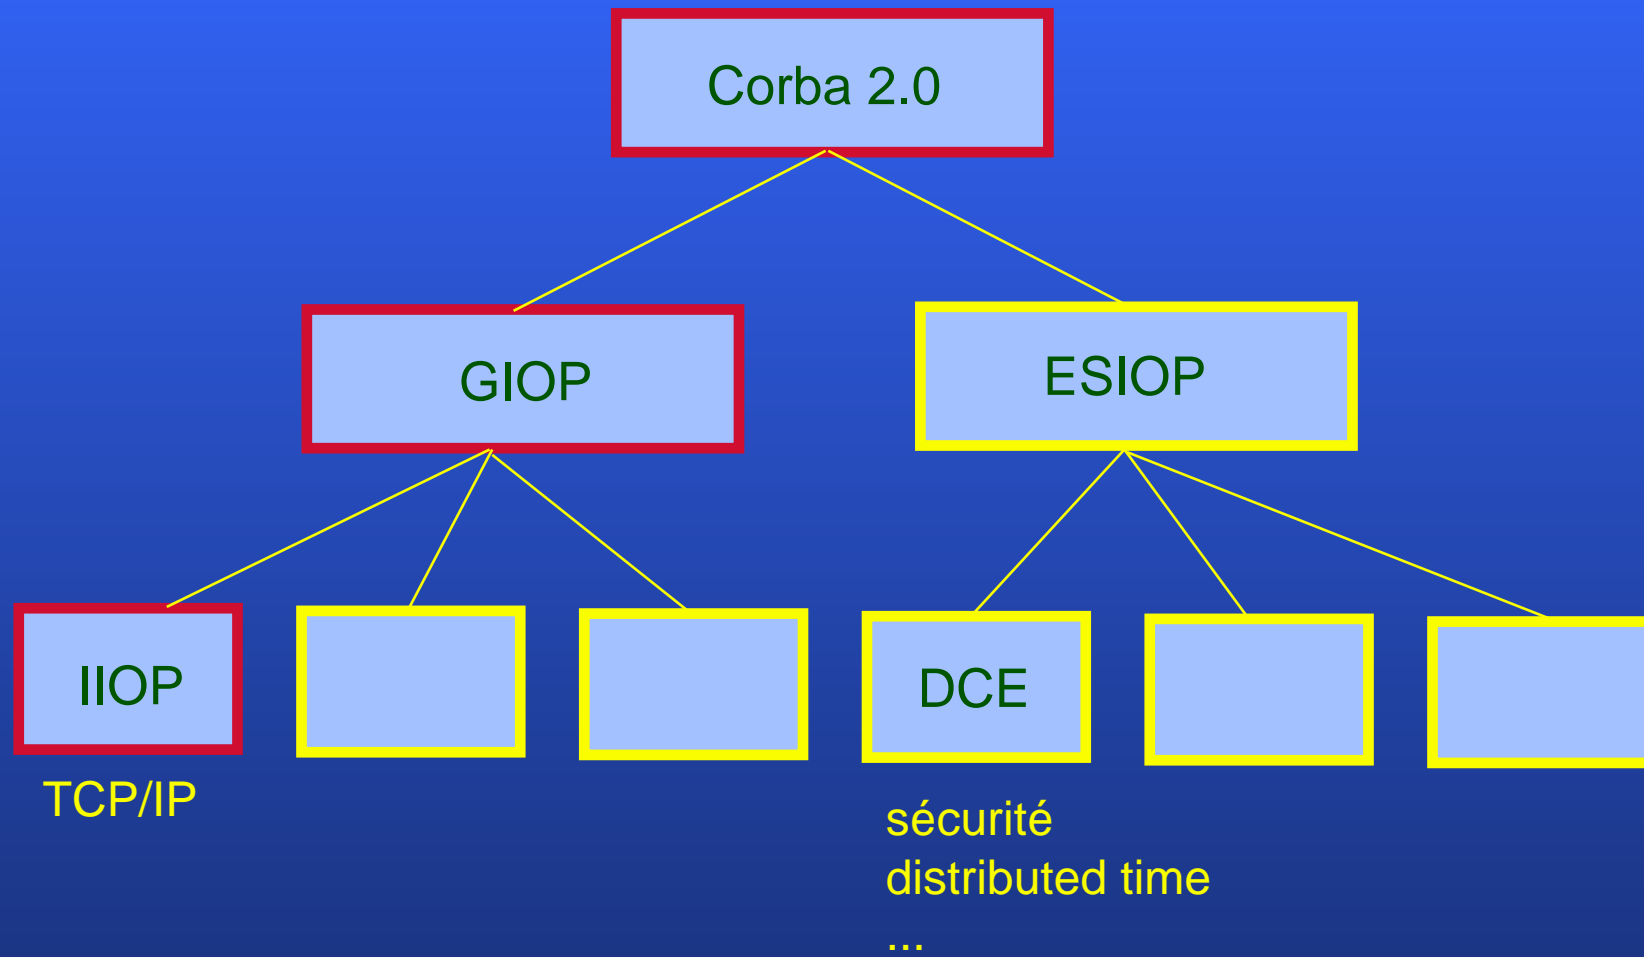 Corba 2.0
GIOP
ESIOP
IIOP
DCE
TCP/IP
sécurité
distributed time
...